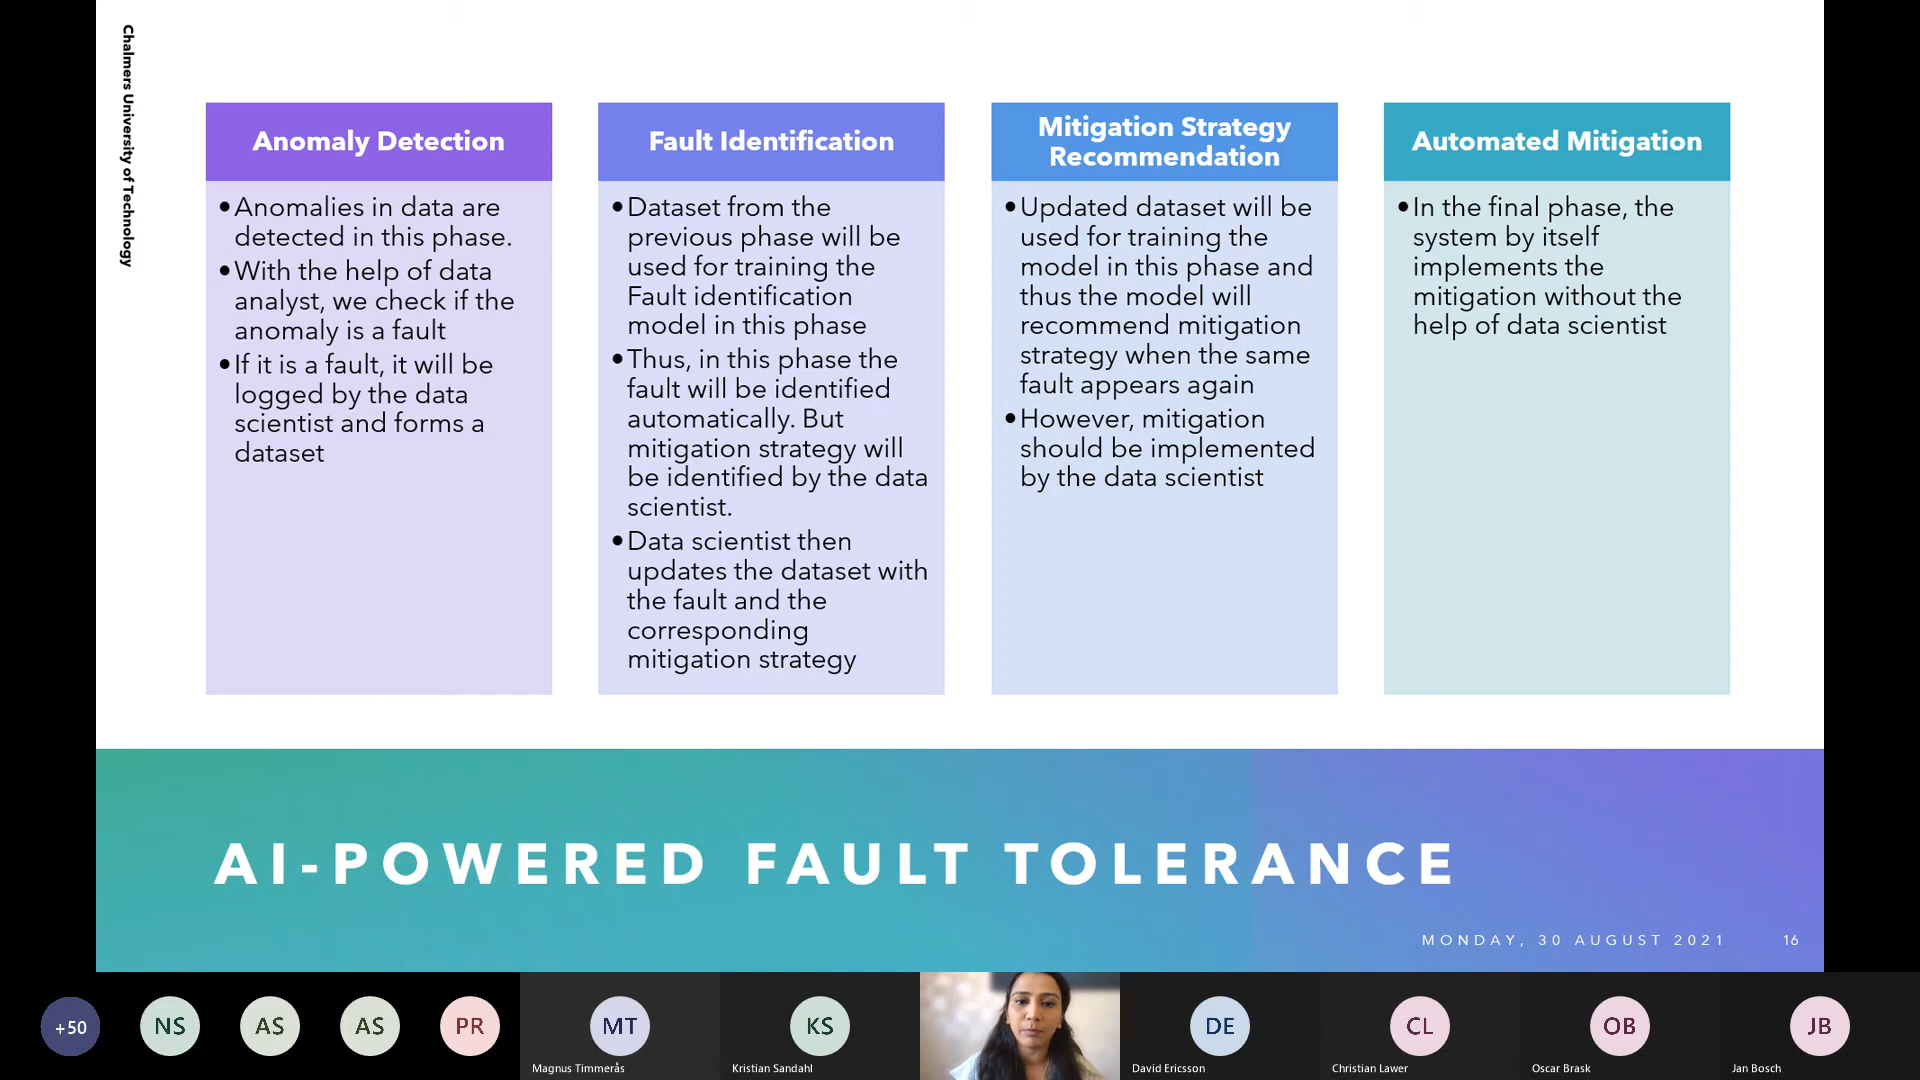 Chalmers University of Technology
Anomaly Detection
•Anomalies in data are
detected in this phase.
•With the help of data
analyst, we check if the
anomaly is a fault
•If it is a fault, it will be
logged by the data
scientist and forms a
dataset
Fault Identification
•Dataset from the
previous phase will be
used for training the
Fault identification
model in this phase
•Thus, in this phase the
fault will be identified
automatically. But
mitigation strategy will
be identified by the data
scientist.
•Data scientist then
updates the dataset with
the fault and the
corresponding
mitigation strategy
Mitigation Strategy
Recommendation
•Updated dataset will be
used for training the
model in this phase and
thus the model will
recommend mitigation
strategy when the same
fault appears again
•However, mitigation
should be implemented
by the data scientist
Automated Mitigation
•In the final phase, the
system by itself
implements the
mitigation without the
help of data scientist
AI-POWERED FAULT TOLERANCE
MONDAY, 30 AUGUST 2021 16
+50 NS AS AS PR MT KS DE CL OB JB
Magnus Timmerås Kristian Sandahl David Ericsson Christian Lawer Oscar Brask Jan Bosch